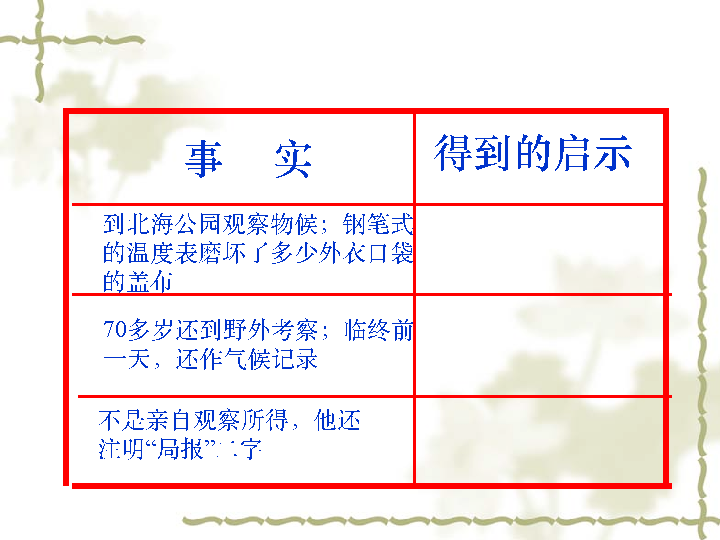 事 实
得到的启示
到北海公园观察物候；钢笔式
的温度表磨坏了多少外衣口袋
的盖布
70多岁还到野外考察；临终前
一天，还作气候记录
不是亲自观察所得，他还
注明“局报”二字